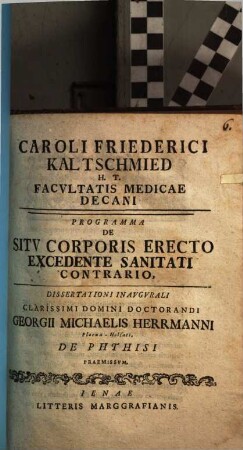 6.
CAROLI FRIEDERICI
KALTSCHMIED
H. T.
FACVLTATIS MEDICAE
DECANI
PROGRAMMA
DE
SITV CORPORIS ERECTO
EXCEDENTE SANITATI
CONTRARIO,
DISSERTATIONI INAVGVRALI
CLARISSIMI DOMINI DOCTORANDI
GEORGII MICHAELIS HERRMANNI
DE PHTHISI
PRAEMISSVM.
IENAE
LITTERIS MARGGRAFIANIS.